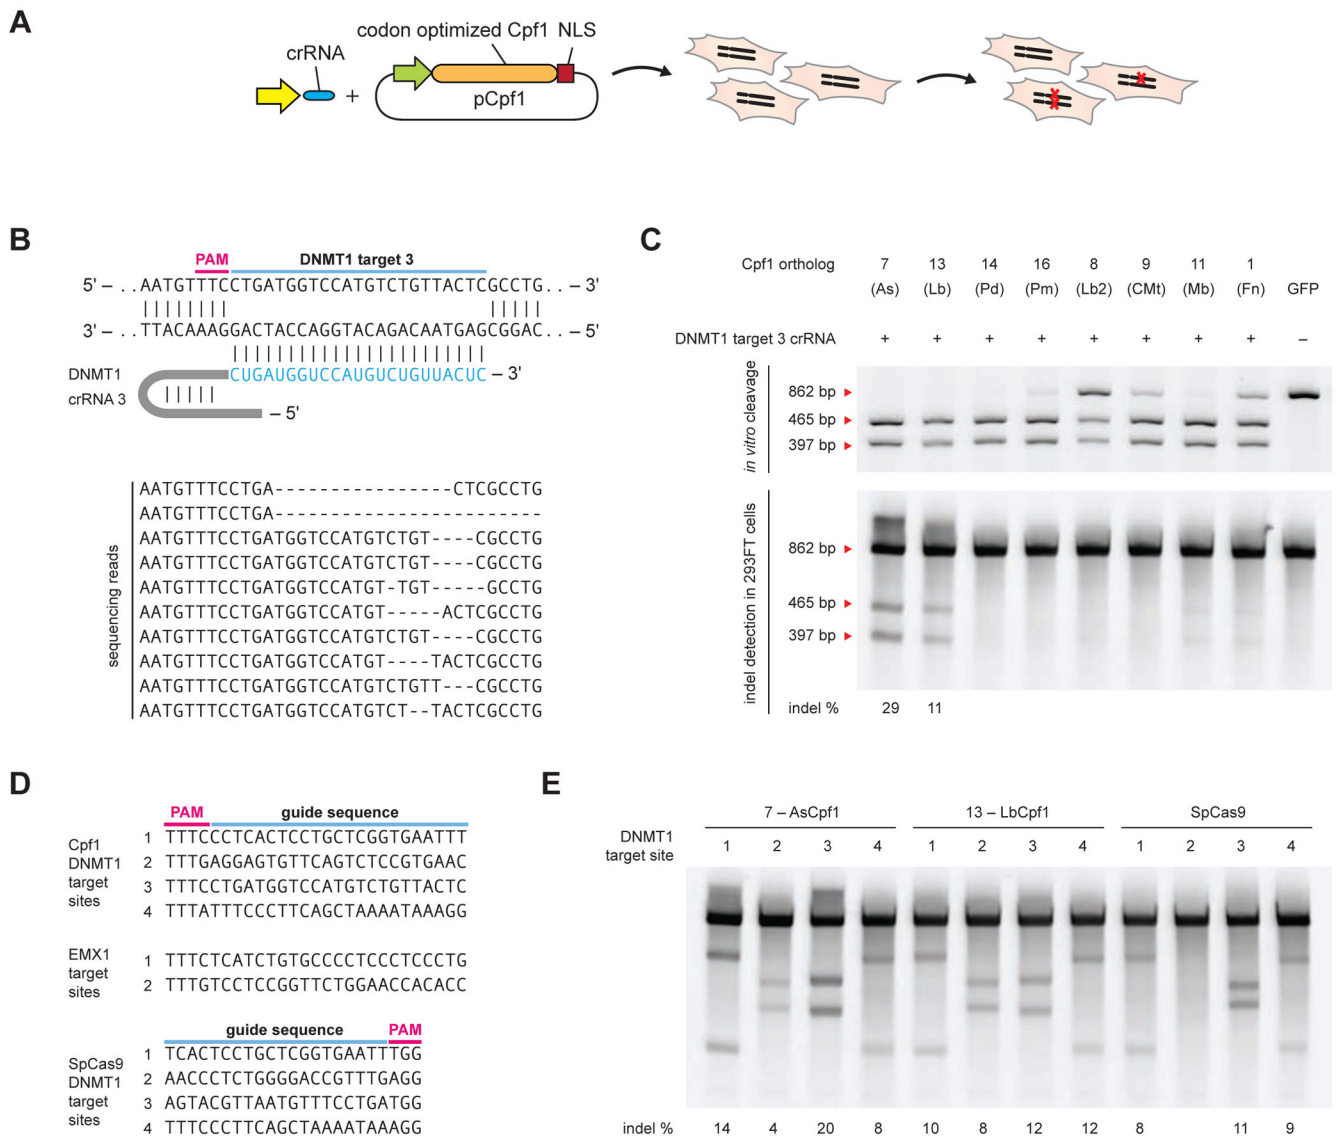 A
crRNA
codon optimized Cpf1 NLS
+
pCpf1
B
PAM DNMT1 target 3
5' – . . AATGTTTCCTGATGGTCCATGTCTGTTACTCGCCTG . . – 3'
3' – . . TTACAAAGGACTACCAGGTACAGACAATGAGCGGAC . . – 5'
DNMT1
crRNA 3
CUGAUGGUCCAUGUCUGUUACUC – 3'
– 5'
sequencing reads
AATGTTTCCTGA----------------CTCGCCTG
AATGTTTCCTGA------------------------
AATGTTTCCTGATGGTCCATGTCTGT----CGCCTG
AATGTTTCCTGATGGTCCATGTCTGT----CGCCTG
AATGTTTCCTGATGGTCCATGT-TGT----CGCCTG
AATGTTTCCTGATGGTCCATGT-----ACTCGCCTG
AATGTTTCCTGATGGTCCATGTCTGT----CGCCTG
AATGTTTCCTGATGGTCCATGT----TACTCGCCTG
AATGTTTCCTGATGGTCCATGTCTGTT---CGCCTG
AATGTTTCCTGATGGTCCATGTCT--TACTCGCCTG
C
Cpf1 ortholog 7 13 14 16 8 9 11 1
(As) (Lb) (Pd) (Pm) (Lb2) (CMt) (Mb) (Fn) GFP
DNMT1 target 3 crRNA + + + + + + + + –
in vitro cleavage
862 bp
465 bp
397 bp
indel detection in 293FT cells
862 bp
465 bp
397 bp
indel % 29 11
D
PAM guide sequence
Cpf1
DNMT1
target
sites
1 TTTCCCTCACTCCTGCTCGGTGAATTT
2 TTTGAGGAGTGTTCAGTCTCCGTGAAC
3 TTTCCTGATGGTCCATGTCTGTTACTC
4 TTTATTTCCCTTCAGCTAAAATAAAGG
EMX1
target
sites
1 TTTCTCATCTGTGCCCCTCCCTCCCTG
2 TTTGTCCTCCGGTTCTGGAACCACACC
guide sequence PAM
SpCas9
DNMT1
target
sites
1 TCACTCCTGCTCGGTGAATTTGG
2 AACCCTCTGGGGACCGTTTGAGG
3 AGTACGTTAATGTTTCCTGATGG
4 TTTCCCTTCAGCTAAAATAAAGG
E
7 – AsCpf1 13 – LbCpf1 SpCas9
DNMT1
target site
1 2 3 4 1 2 3 4 1 2 3 4
indel % 14 4 20 8 10 8 12 12 8 11 9